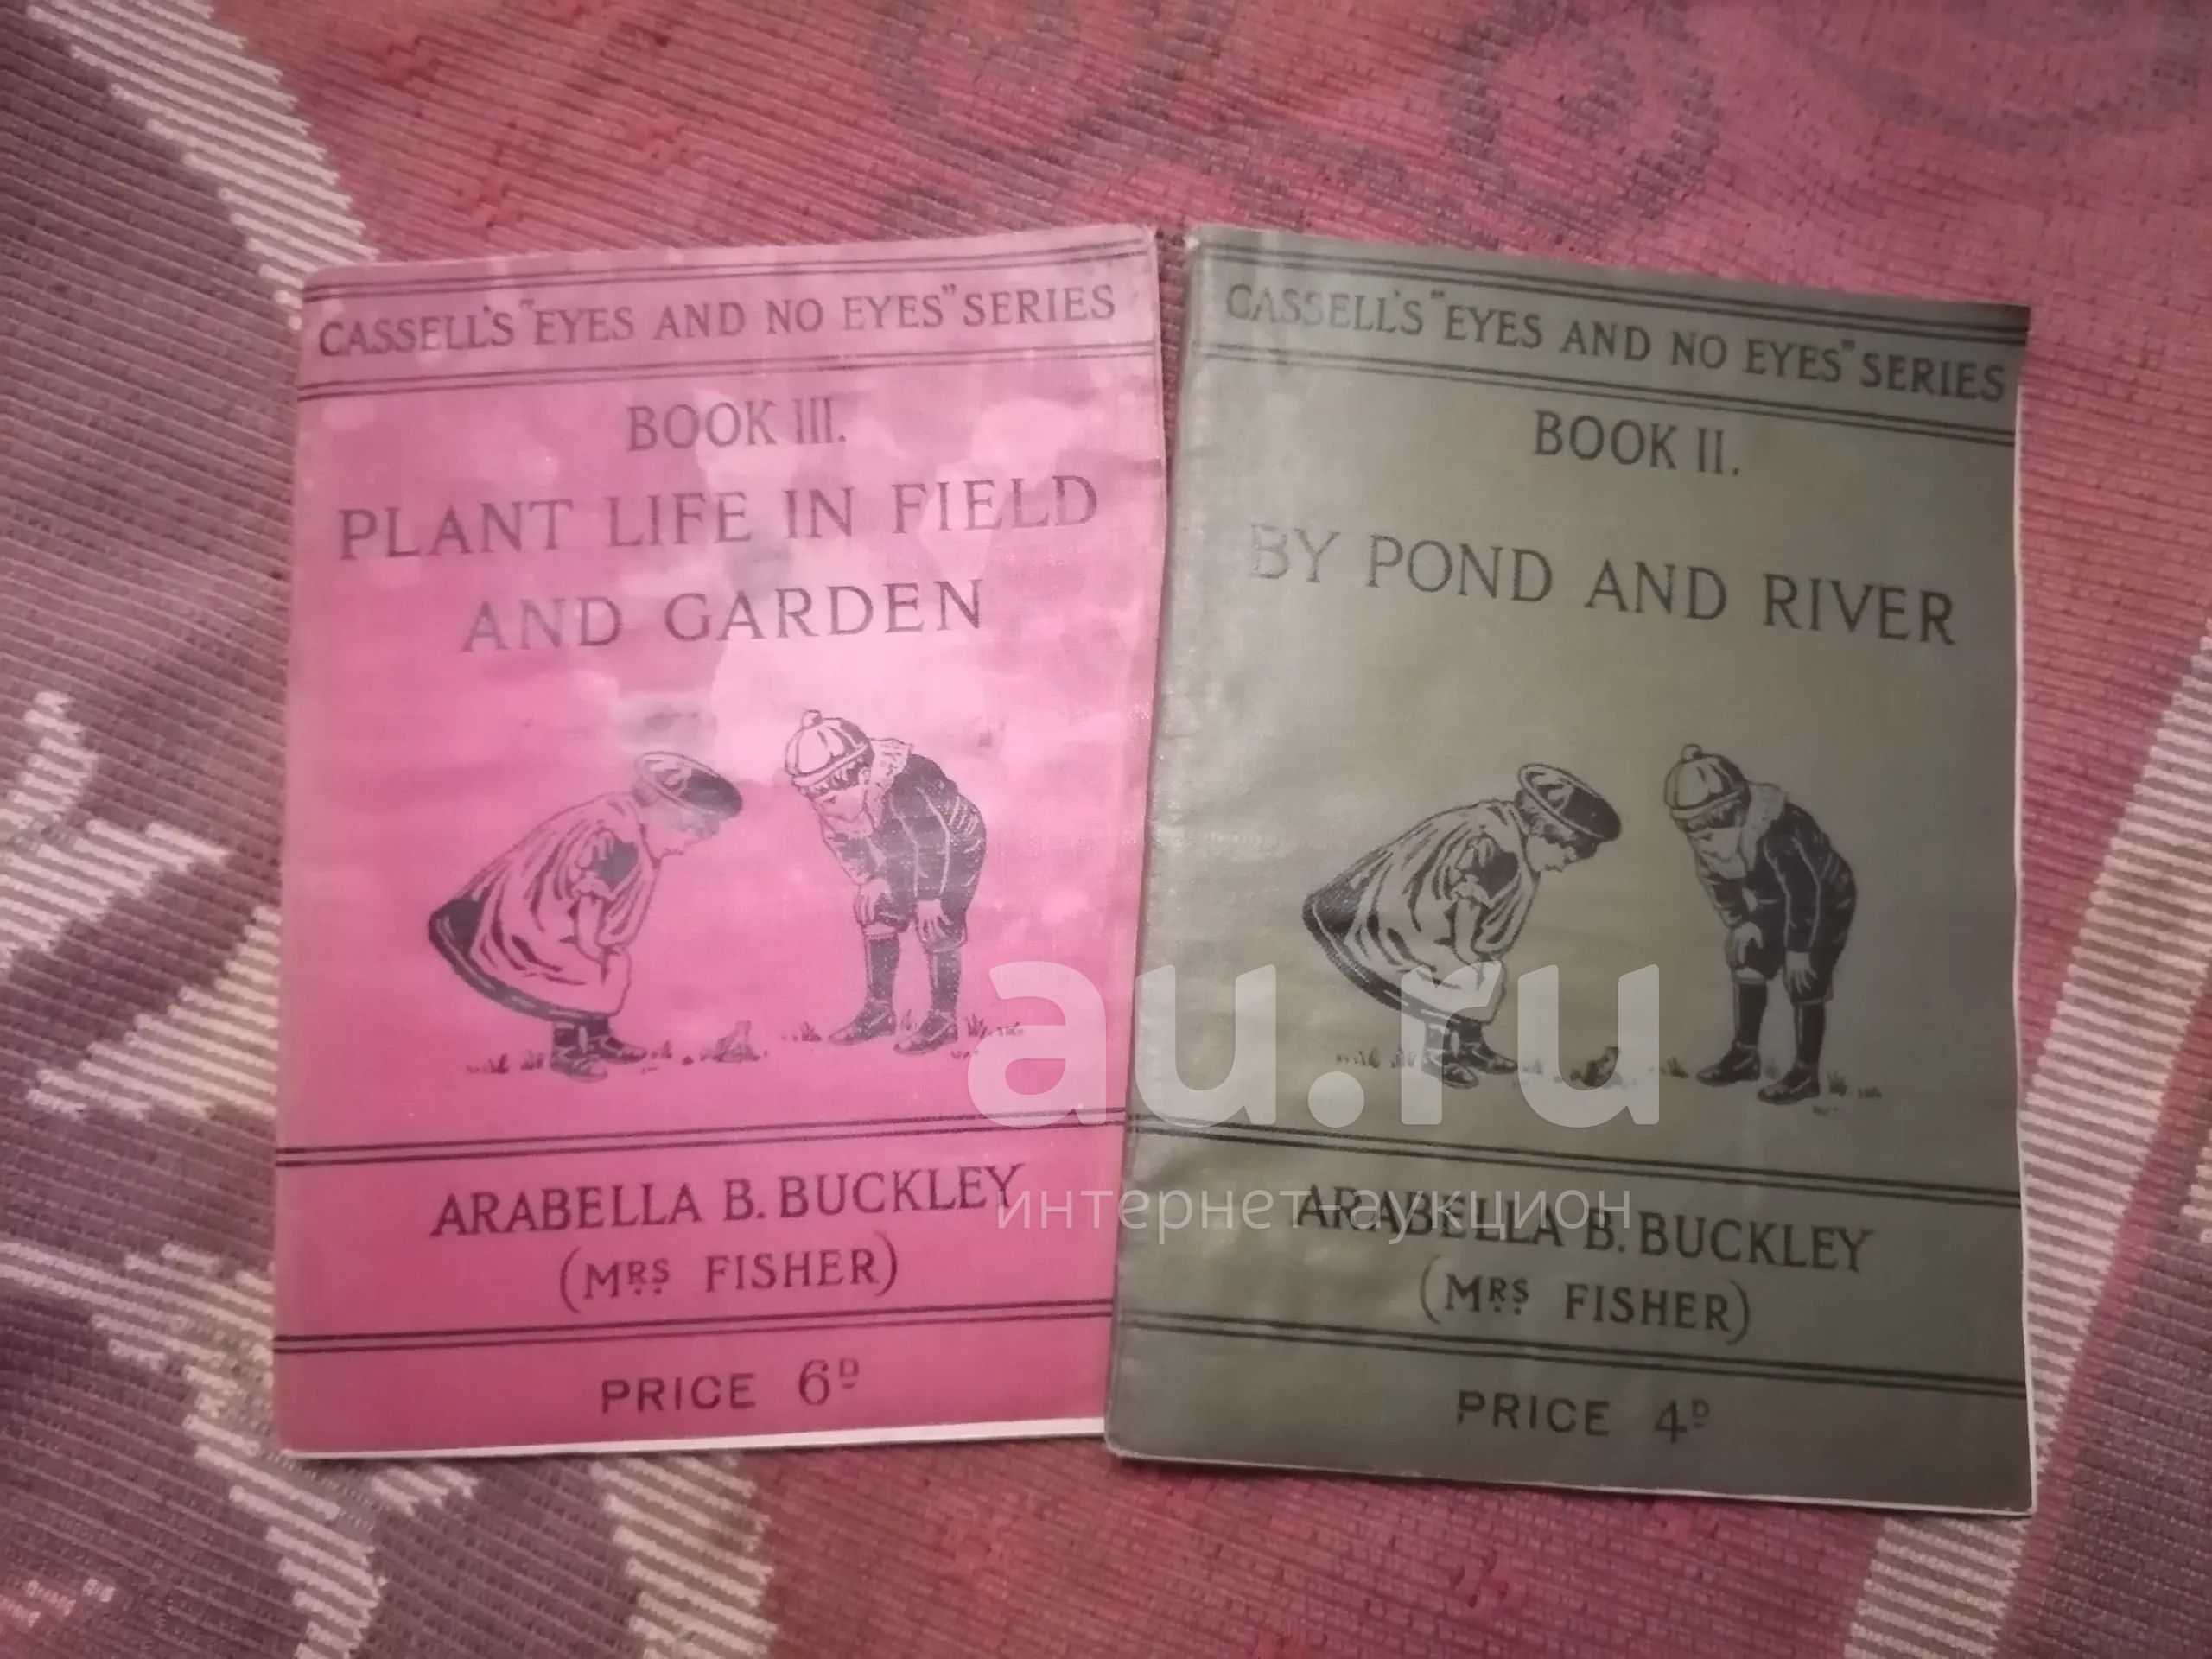 CASSELL'S "EYES AND NO EYES" SERIES
BOOK III.
PLANT LIFE IN FIELD
AND GARDEN
ARABELLA B. BUCKLEY
(MRS. FISHER)
PRICE 6D
CASSELL'S "EYES AND NO EYES" SERIES
BOOK II.
BY POND AND RIVER
ARABELLA B. BUCKLEY
(MRS. FISHER)
PRICE 4D
au.ru
интернет-аукцион